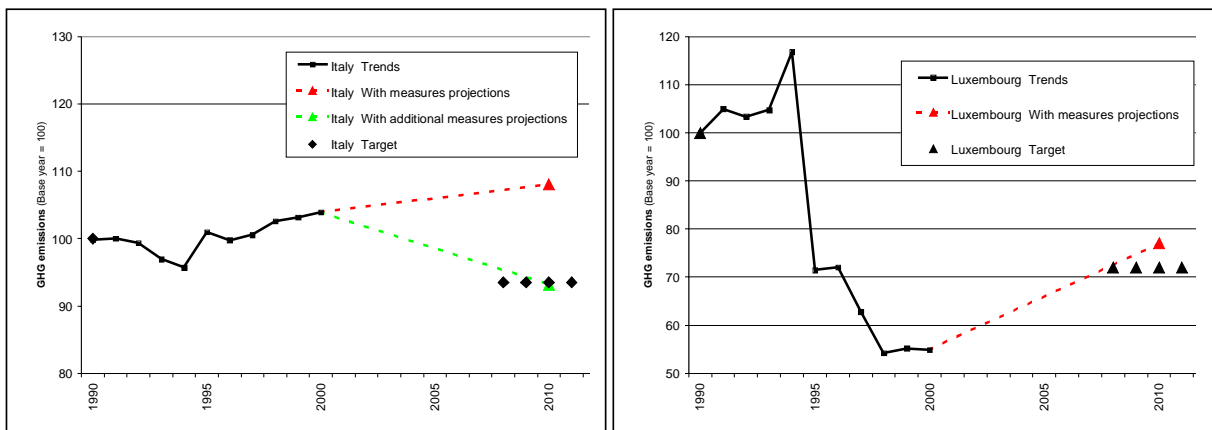 130
120
110
100
90
80
GHG emissions (Base year = 100)
1990
1995
2000
2005
2010
Italy Trends
Italy With measures projections
Italy With additional measures projections
Italy Target
120
110
100
90
80
70
60
50
GHG emissions (Base year = 100)
1990
1995
2000
2005
2010
Luxembourg Trends
Luxembourg With measures projections
Luxembourg Target